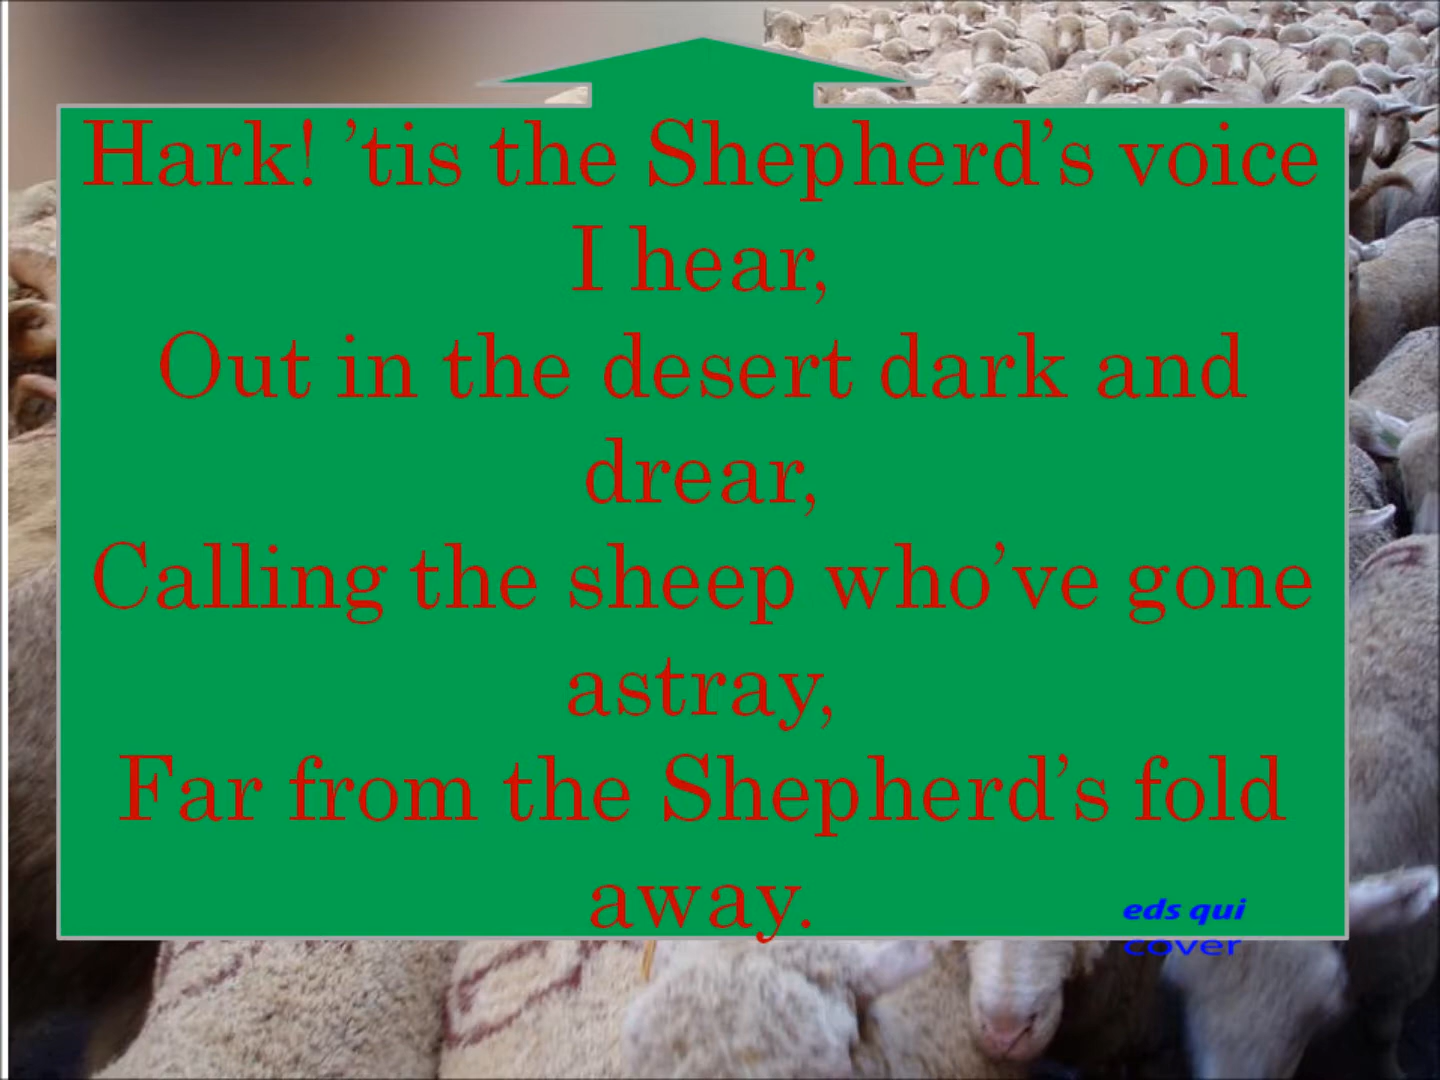 Hark! ’tis the Shepherd’s voice
I hear,
Out in the desert dark and
drear,
Calling the sheep who’ve gone
astray,
Far from the Shepherd’s fold
away.
eds qui
cover